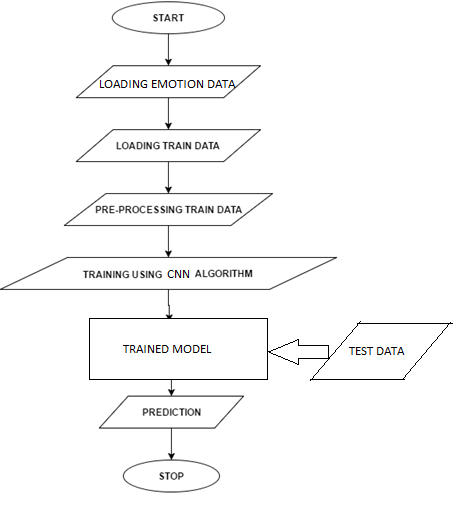 START
LOADING EMOTION DATA
LOADING TRAIN DATA
PRE-PROCESSING TRAIN DATA
TRAINING USING CNN ALGORITHM
TRAINED MODEL
TEST DATA
PREDICTION
STOP